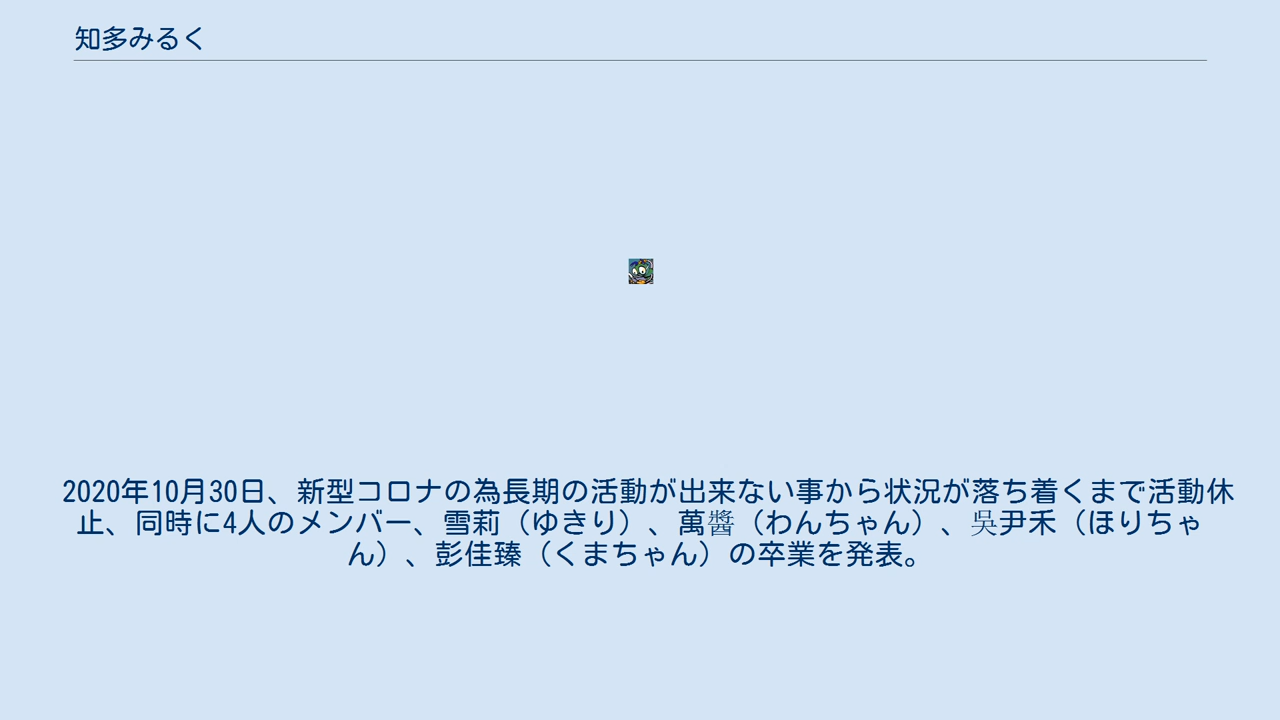 知多みるく
2020年10月30日、新型コロナの為長期の活動が出来ない事から状況が落ち着くまで活動休
止、同時に4人のメンバー、雪莉（ゆきり）、萬醬（わんちゃん）、吳尹禾（ほりちゃ
ん）、彭佳臻（くまちゃん）の卒業を発表。